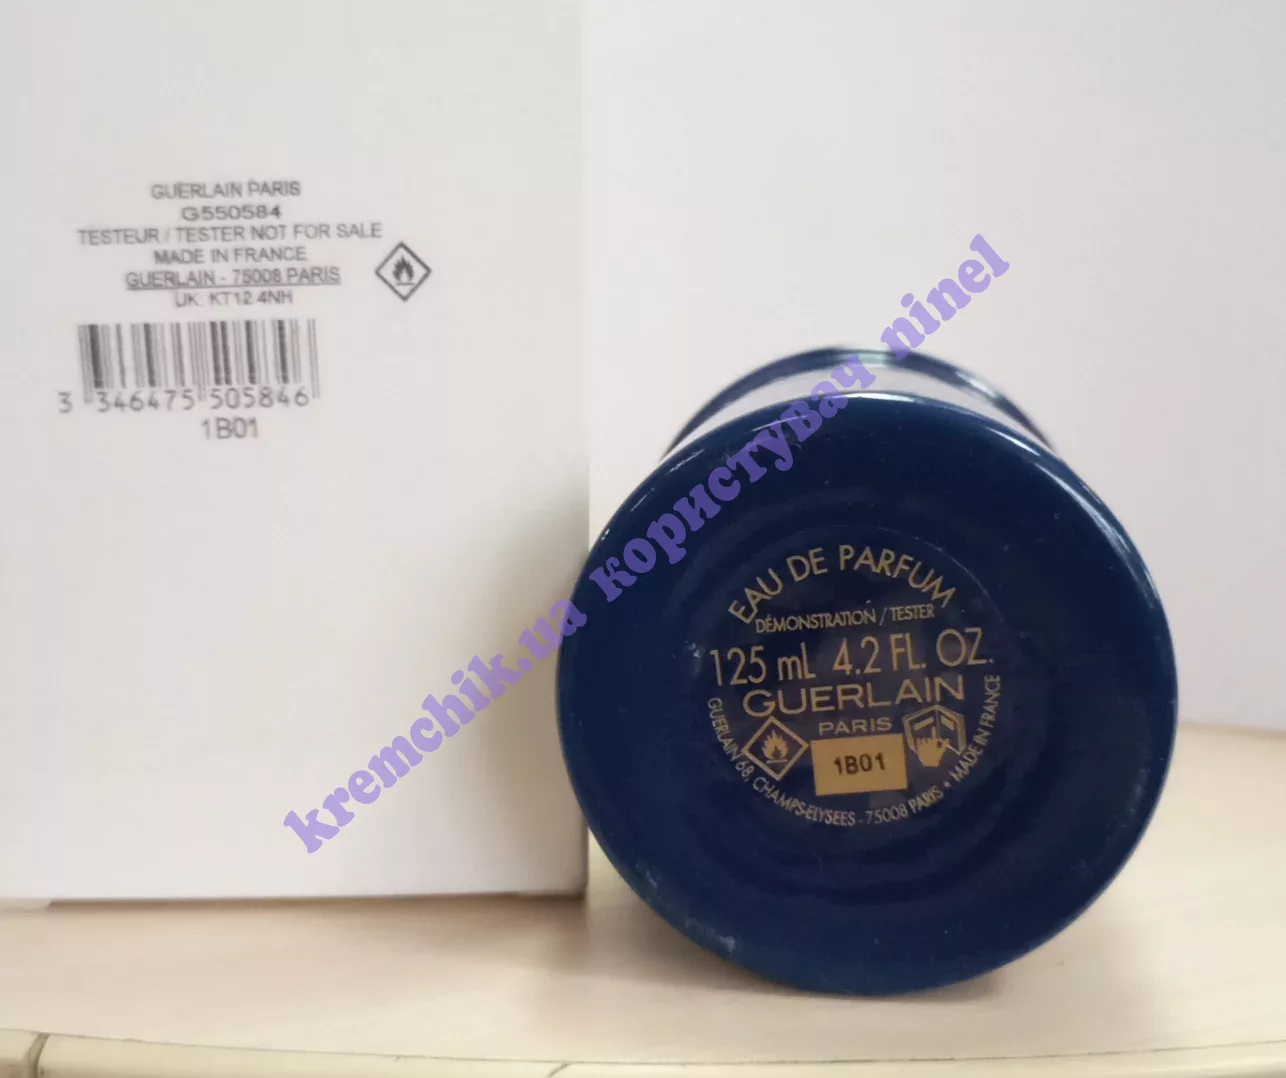 GUERLAIN PARIS
G550584
TESTEUR / TESTER NOT FOR SALE
MADE IN FRANCE
GUERLAIN - 75008 PARIS
UK: KT12 4NH
3 346475 505846
1B01
EAU DE PARFUM
DÉMONSTRATION / TESTER
125 mL 4.2 FL. OZ.
GUERLAIN
PARIS
1B01
GUERLAIN 68, CHAMPS-ELYSEES - 75008 PARIS • MADE IN FRANCE
kremchik.ua користувач ninel